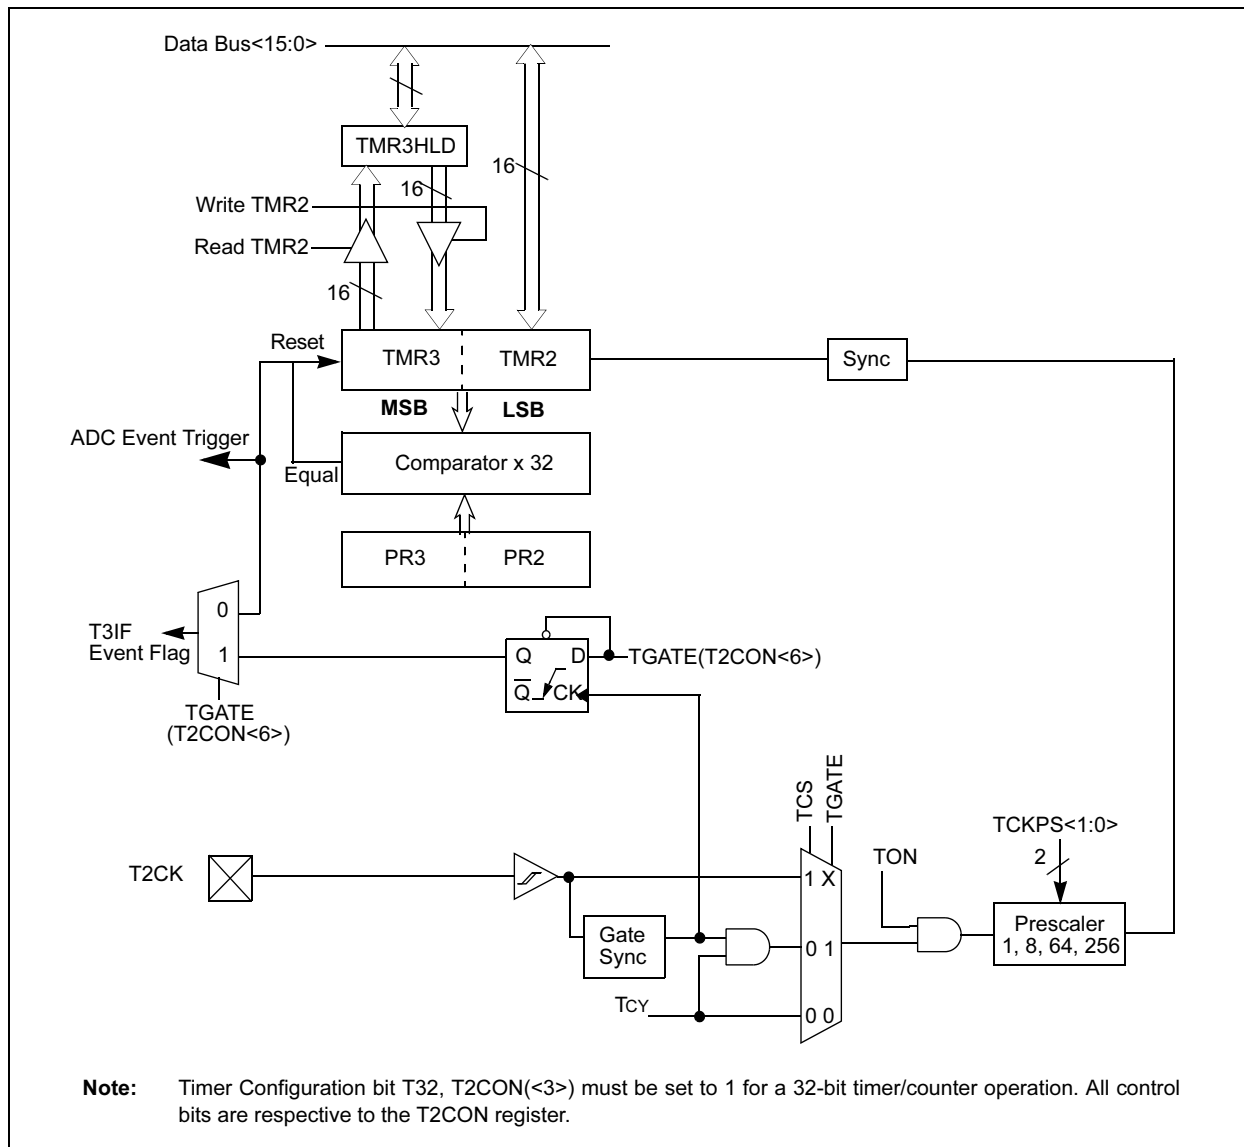 Data Bus<15:0>
TMR3HLD
16
16
Write TMR2
Read TMR2
16
Reset
TMR3
TMR2
Sync
MSB
LSB
ADC Event Trigger
Equal
Comparator x 32
PR3
PR2
0
1
T3IF
Event Flag
Q
D
TGATE(T2CON<6>)
Q
CK
TGATE
(T2CON<6>)
TCS
TGATE
TCKPS<1:0>
2
TON
T2CK
1 X
Gate
Sync
0 1
Prescaler
1, 8, 64, 256
TCY
0 0
Note: Timer Configuration bit T32, T2CON(<3>) must be set to 1 for a 32-bit timer/counter operation. All control
bits are respective to the T2CON register.